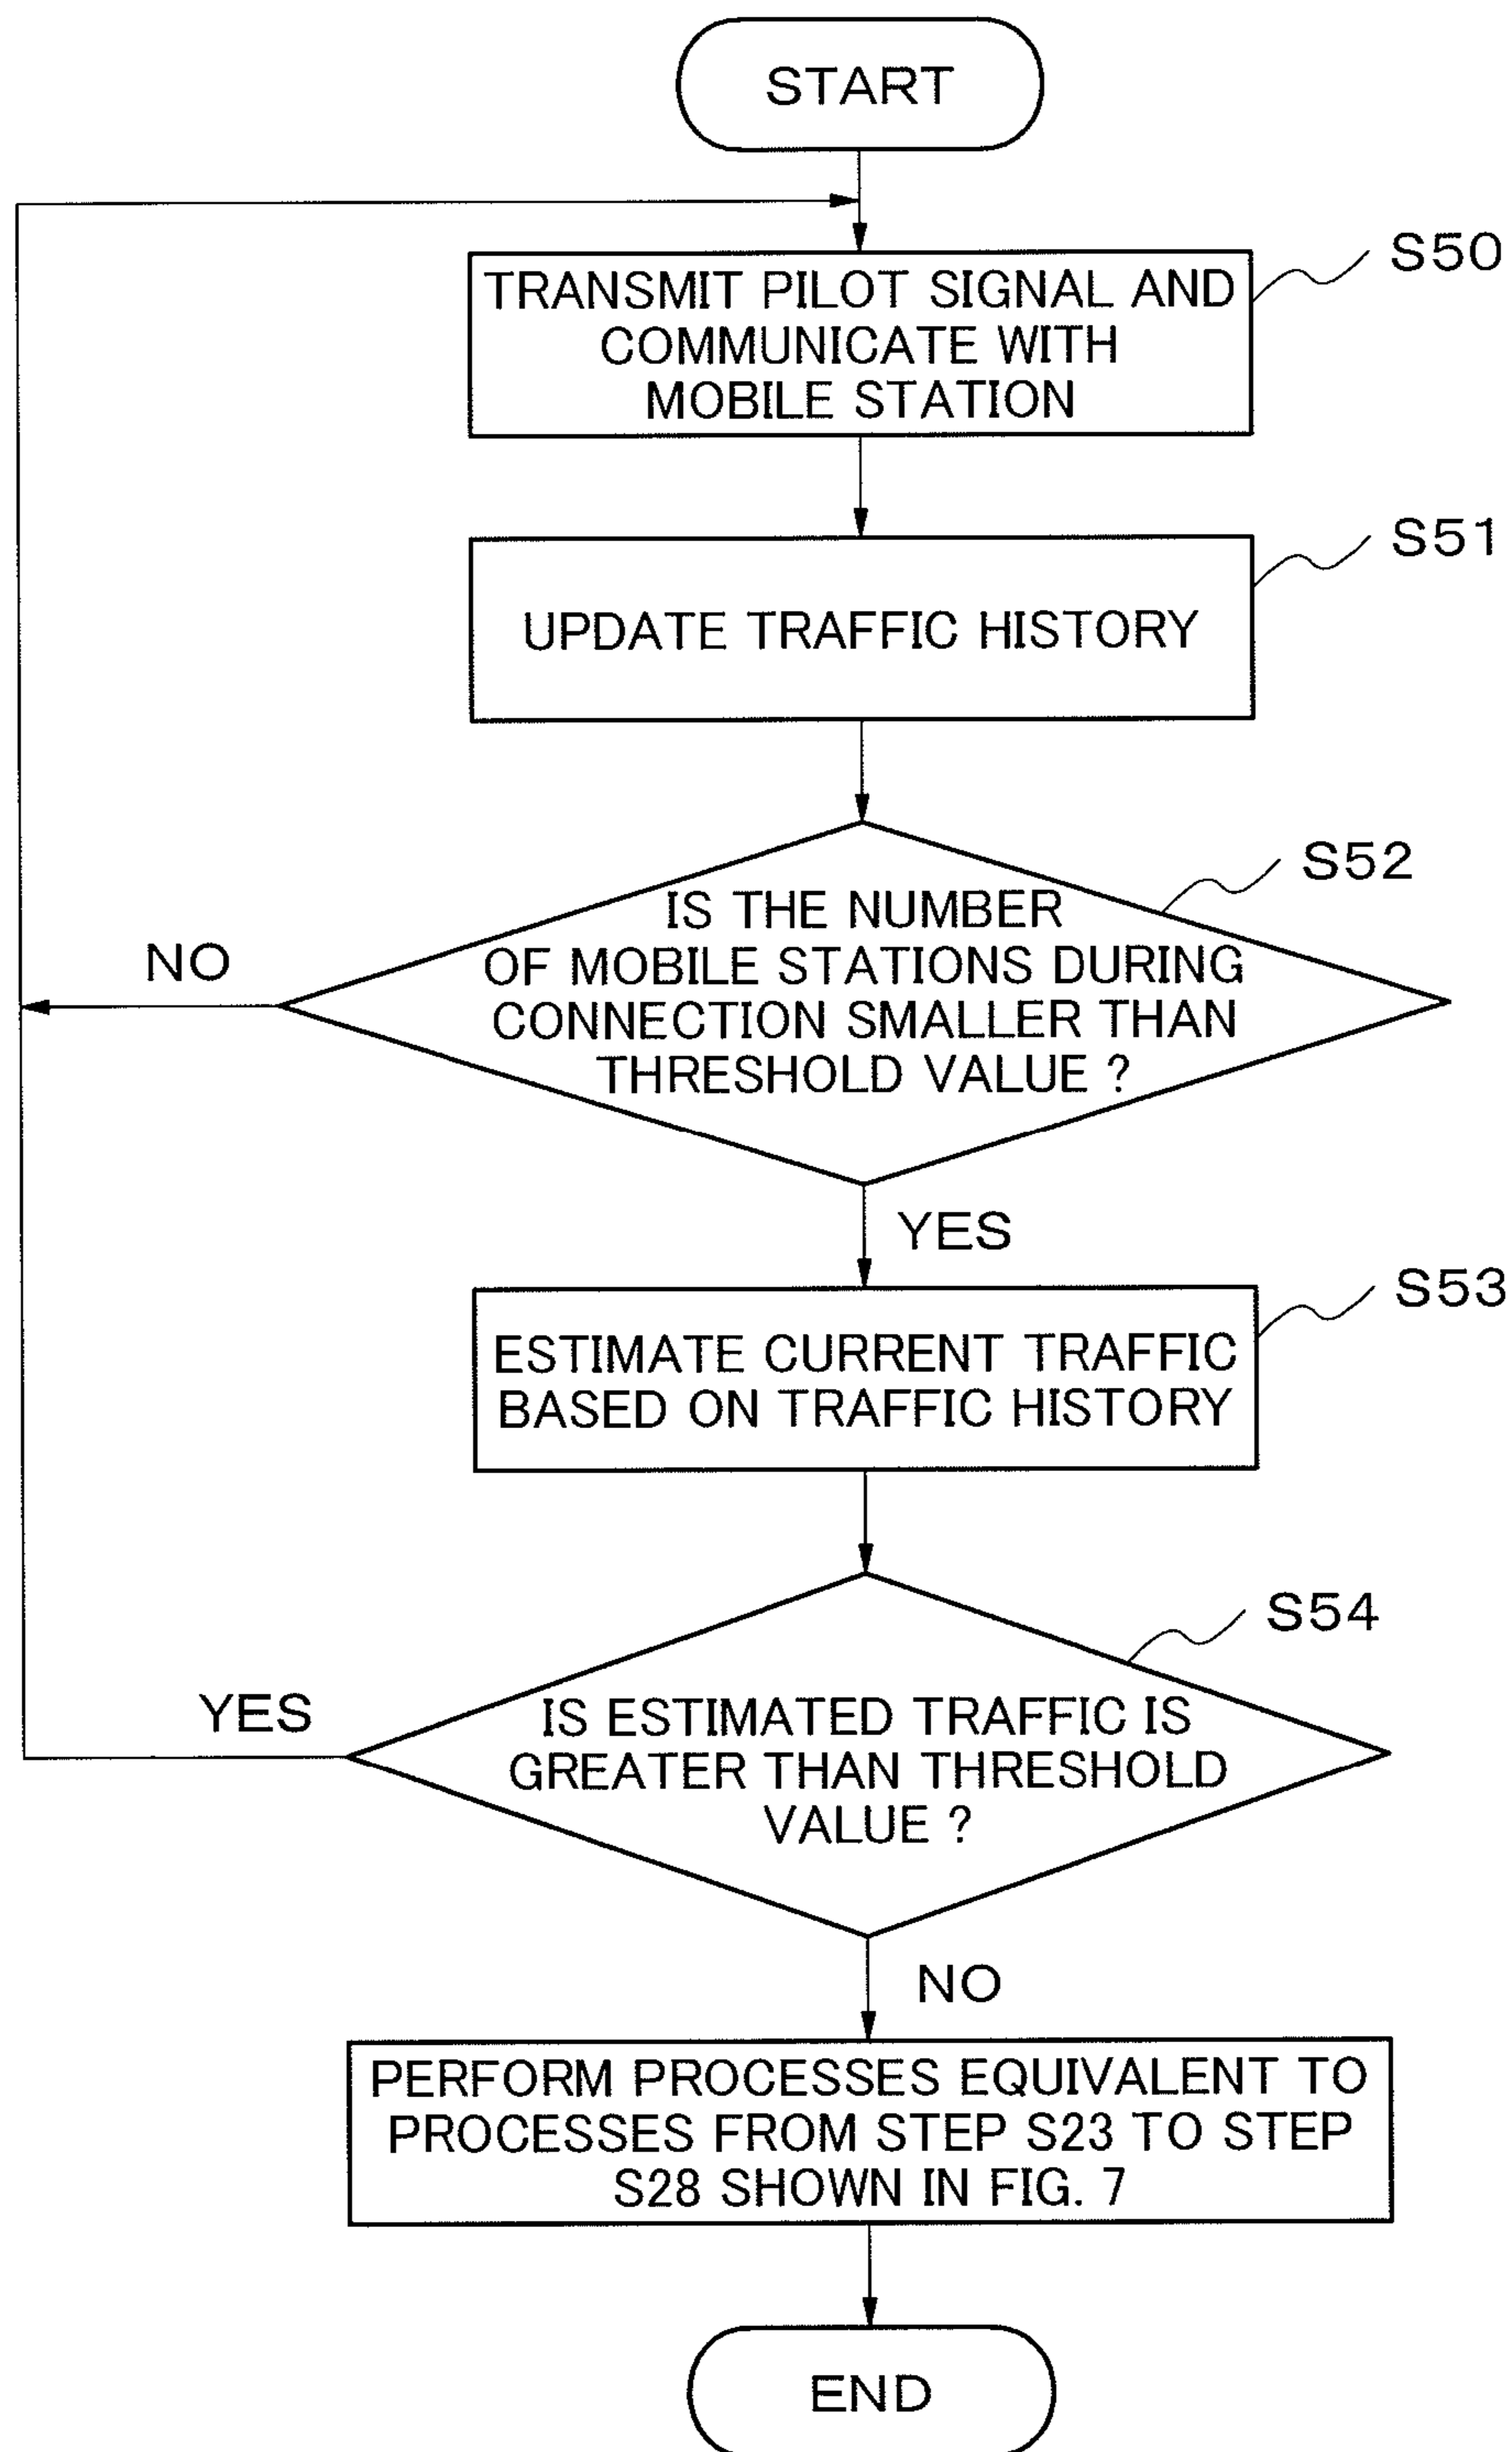 START
S50
TRANSMIT PILOT SIGNAL AND
COMMUNICATE WITH
MOBILE STATION
S51
UPDATE TRAFFIC HISTORY
S52
IS THE NUMBER
OF MOBILE STATIONS DURING
CONNECTION SMALLER THAN
THRESHOLD VALUE ?
NO
YES
S53
ESTIMATE CURRENT TRAFFIC
BASED ON TRAFFIC HISTORY
S54
IS ESTIMATED TRAFFIC IS
GREATER THAN THRESHOLD
VALUE ?
YES
NO
PERFORM PROCESSES EQUIVALENT TO
PROCESSES FROM STEP S23 TO STEP
S28 SHOWN IN FIG. 7
END